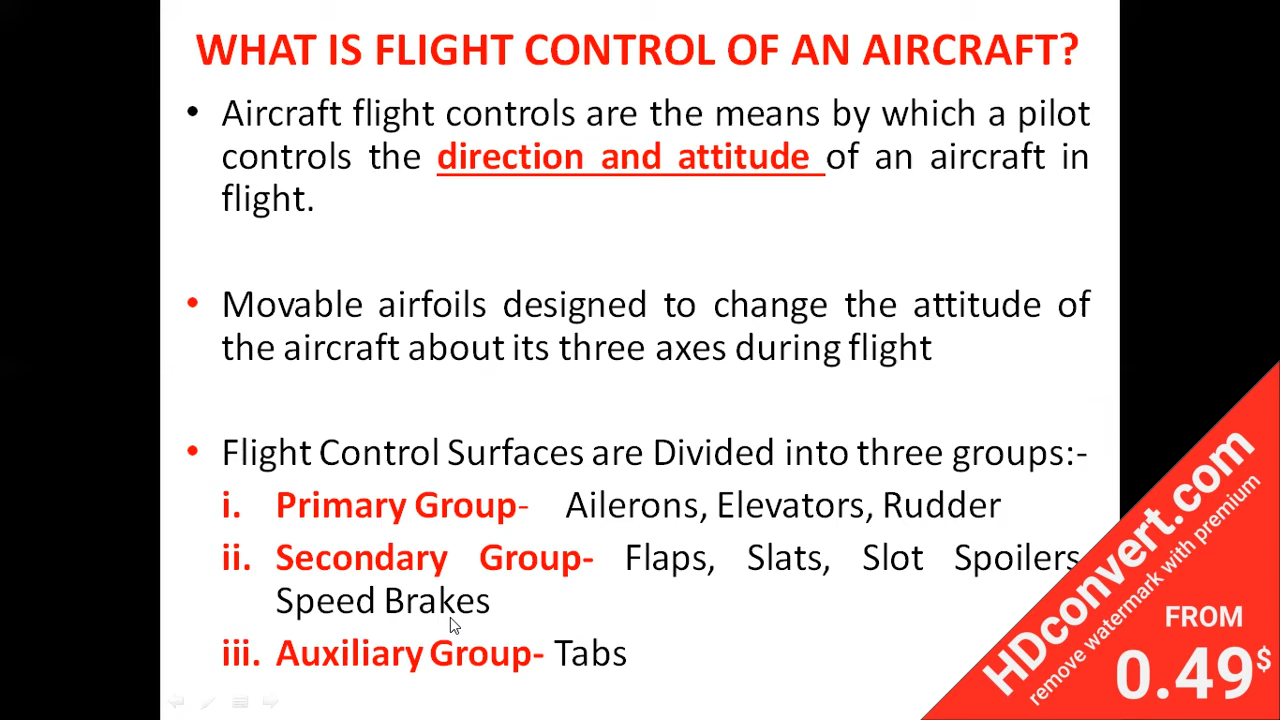 WHAT IS FLIGHT CONTROL OF AN AIRCRAFT?
• Aircraft flight controls are the means by which a pilot
controls the direction and attitude of an aircraft in
flight.
• Movable airfoils designed to change the attitude of
the aircraft about its three axes during flight
• Flight Control Surfaces are Divided into three groups:-
i. Primary Group- Ailerons, Elevators, Rudder
ii. Secondary Group- Flaps, Slats, Slot Spoilers
Speed Brakes
iii. Auxiliary Group- Tabs
HDconvert.com
remove watermark with premium
FROM
0.49$